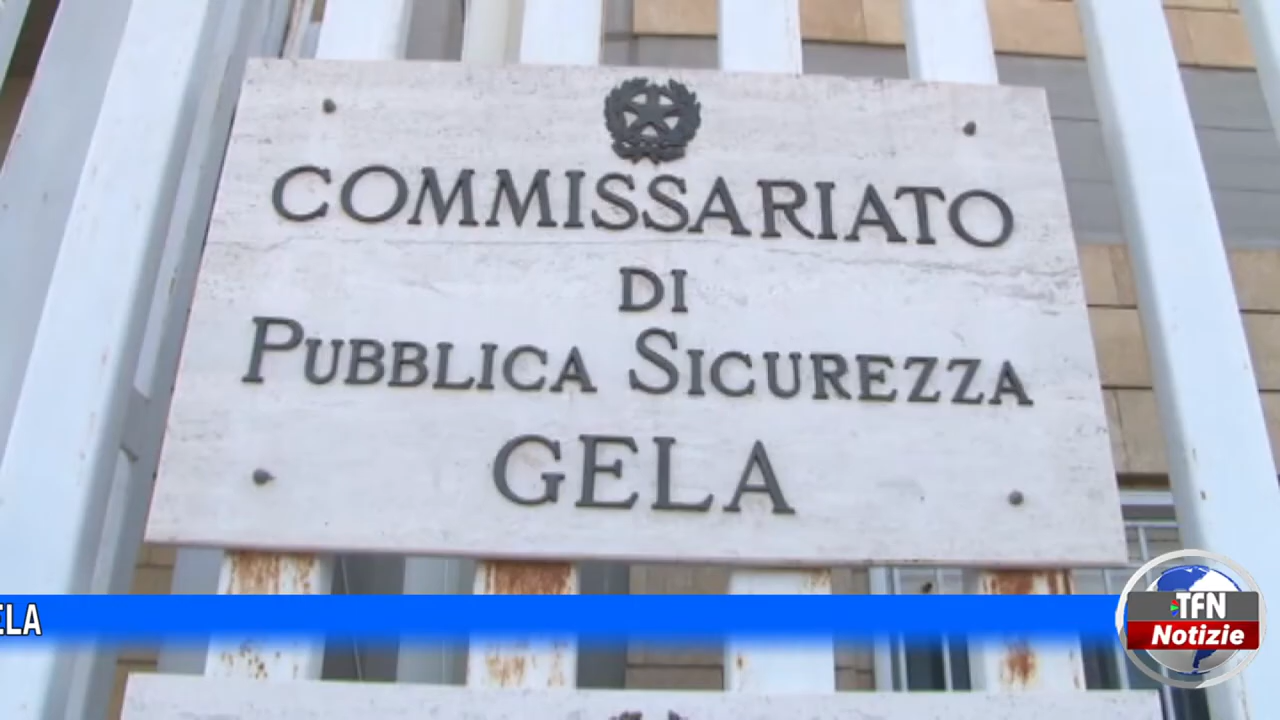 COMMISSARIATO
DI
PUBBLICA SICUREZZA
GELA
ELA
TFN
Notizie